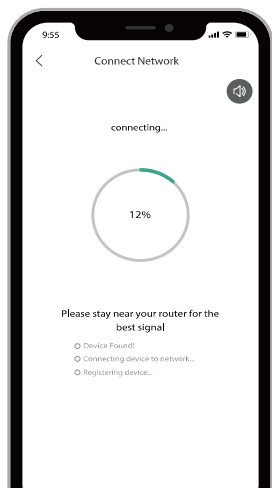 9:55
Connect Network
connecting...
12%
Please stay near your router for the
best signal
Device Found!
Connecting device to network...
Registering device...